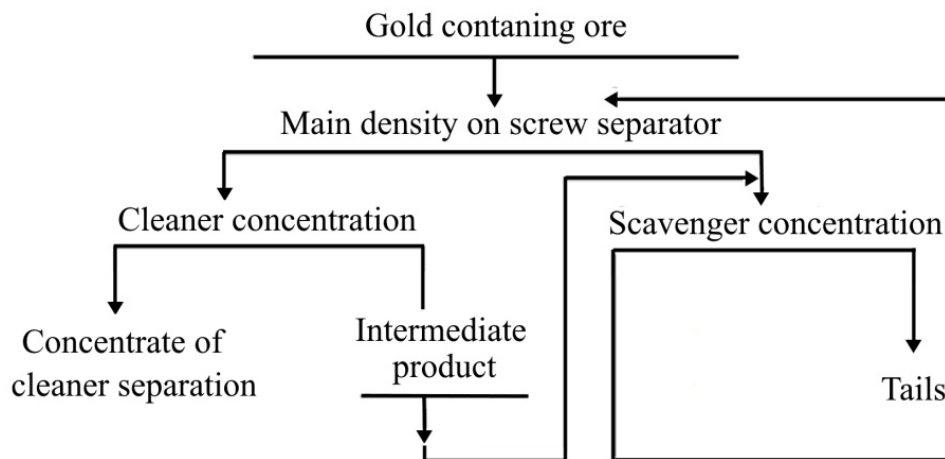 Gold contaning ore
Main density on screw separator
Cleaner concentration
Scavenger concentration
Concentrate of
cleaner separation
Intermediate
product
Tails